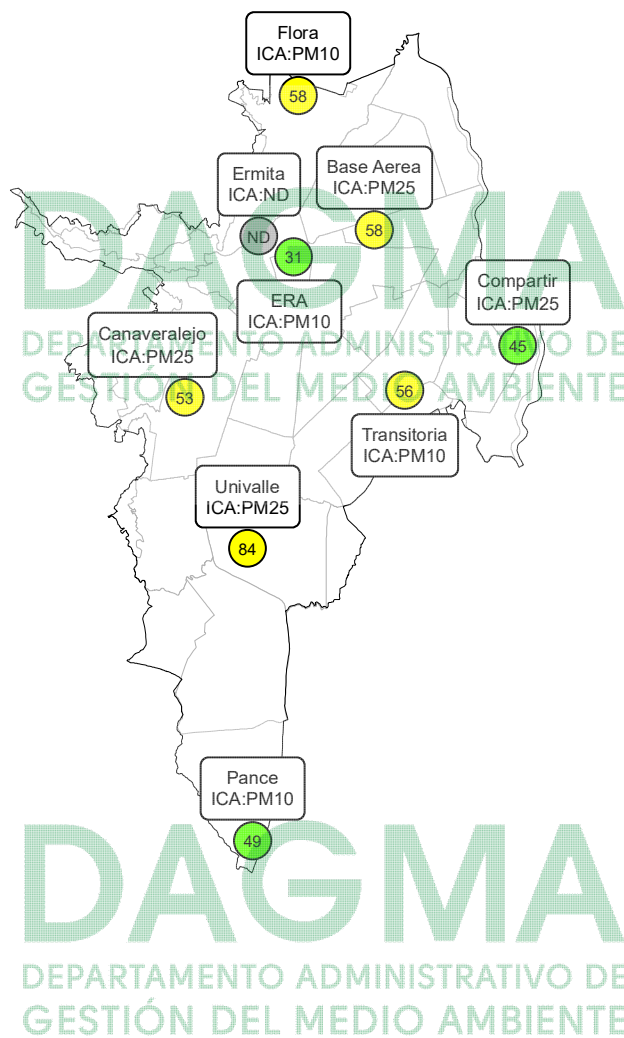 Flora
ICA:PM10
58
Ermita
ICA:ND
ND
Base Aerea
ICA:PM25
58
31
ERA
ICA:PM10
Compartir
ICA:PM25
45
Canaveralejo
ICA:PM25
53
56
Transitoria
ICA:PM10
Univalle
ICA:PM25
84
Pance
ICA:PM10
49
DAGMA
DEPARTAMENTO ADMINISTRATIVO DE
GESTIÓN DEL MEDIO AMBIENTE
DAGMA
DEPARTAMENTO ADMINISTRATIVO DE
GESTIÓN DEL MEDIO AMBIENTE